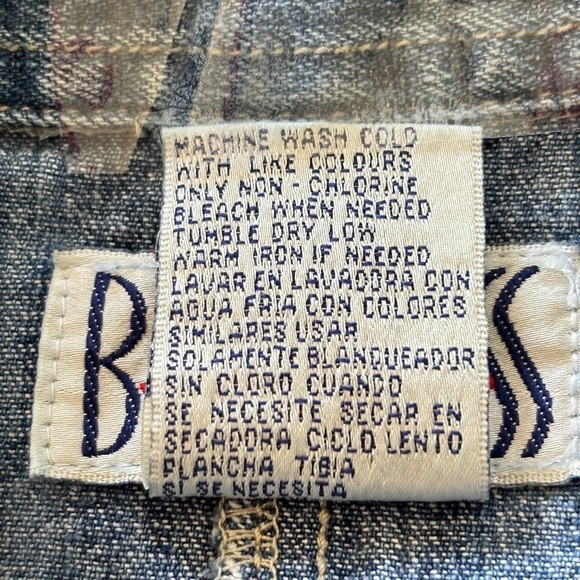 MACHINE WASH COLD
WITH LIKE COLOURS
ONLY NON - CHLORINE
BLEACH WHEN NEEDED
TUMBLE DRY LOW
WARM IRON IF NEEDED
LAVAR EN LAVADORA CON
AGUA FRIA CON COLORES
SIMILARES USAR
SOLAMENTE BLANQUEADOR
SIN CLORO CUANDO
SE NECESITE SECAR EN
SECADORA CICLO LENTO
PLANCHA TIBIA
SI SE NECESITA